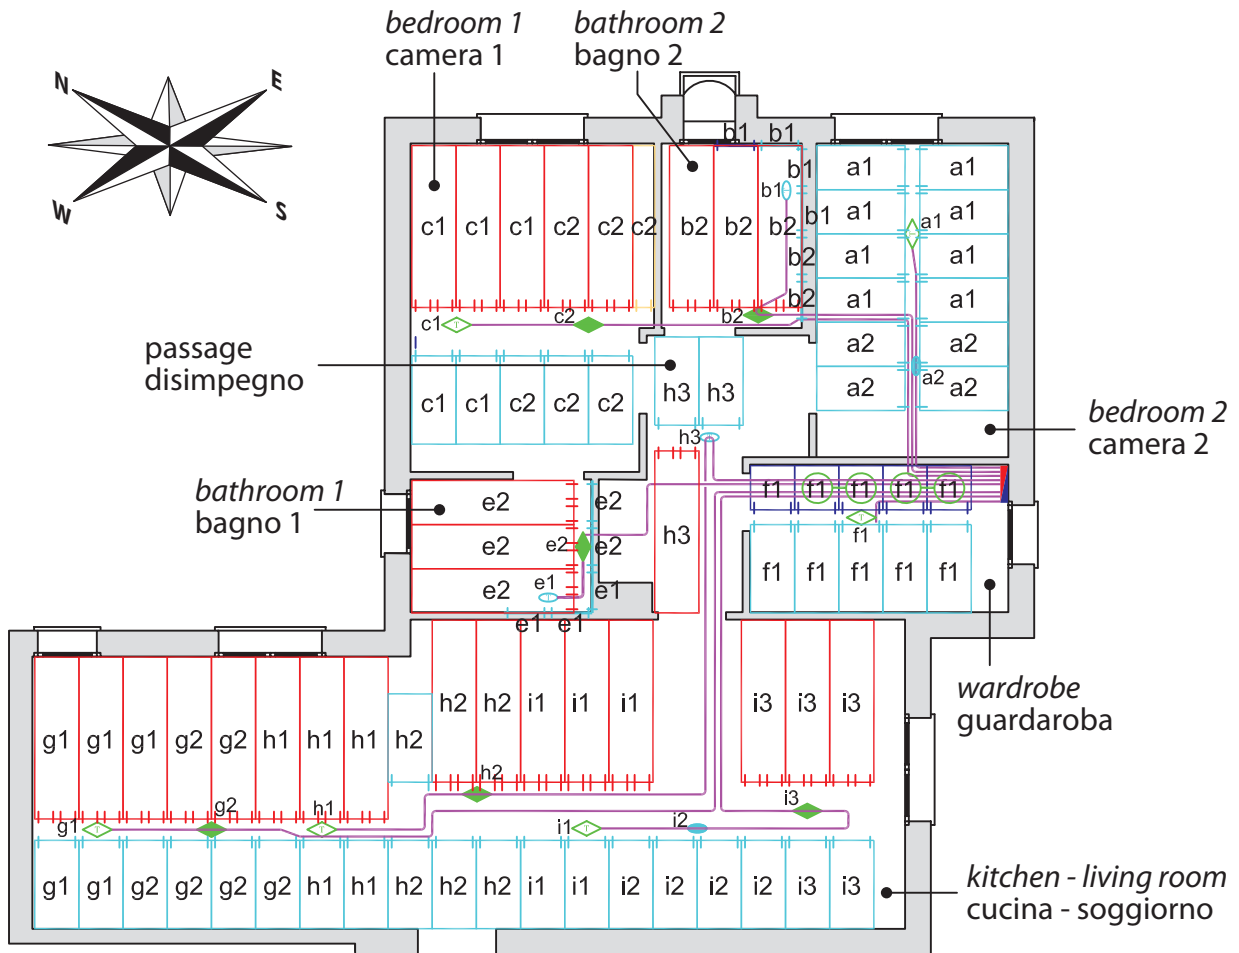 bedroom 1
camera 1
bathroom 2
bagno 2
N
E
W
S
b1 b1
b1
b1
b1
b2
b2
c1 c1 c1 c2 c2 c2
b2 b2 b2
a1 a1
a1 a1
a1
a1 a1
a1 a1
a2 a2
a2
a2 a2
c1
c2
b2
passage
disimpegno
h3 h3
c1 c1 c2 c2 c2
h3
bedroom 2
camera 2
bathroom 1
bagno 1
e2 e2
e2 e2 e2
e2 e1 e1
e1 e1
h3
f1 f1 f1 f1 f1
f1
f1 f1 f1 f1 f1
wardrobe
guardaroba
g1 g1 g1 g2 g2 h1 h1 h1 h2
h2 h2 i1 i1 i1
i3 i3 i3
h2
g1
g2
h1
i1
i2
i3
g1 g1 g2 g2 g2 g2 h1 h1 h2 h2 h2 i1 i1 i2 i2 i2 i2 i3 i3
kitchen - living room
cucina - soggiorno